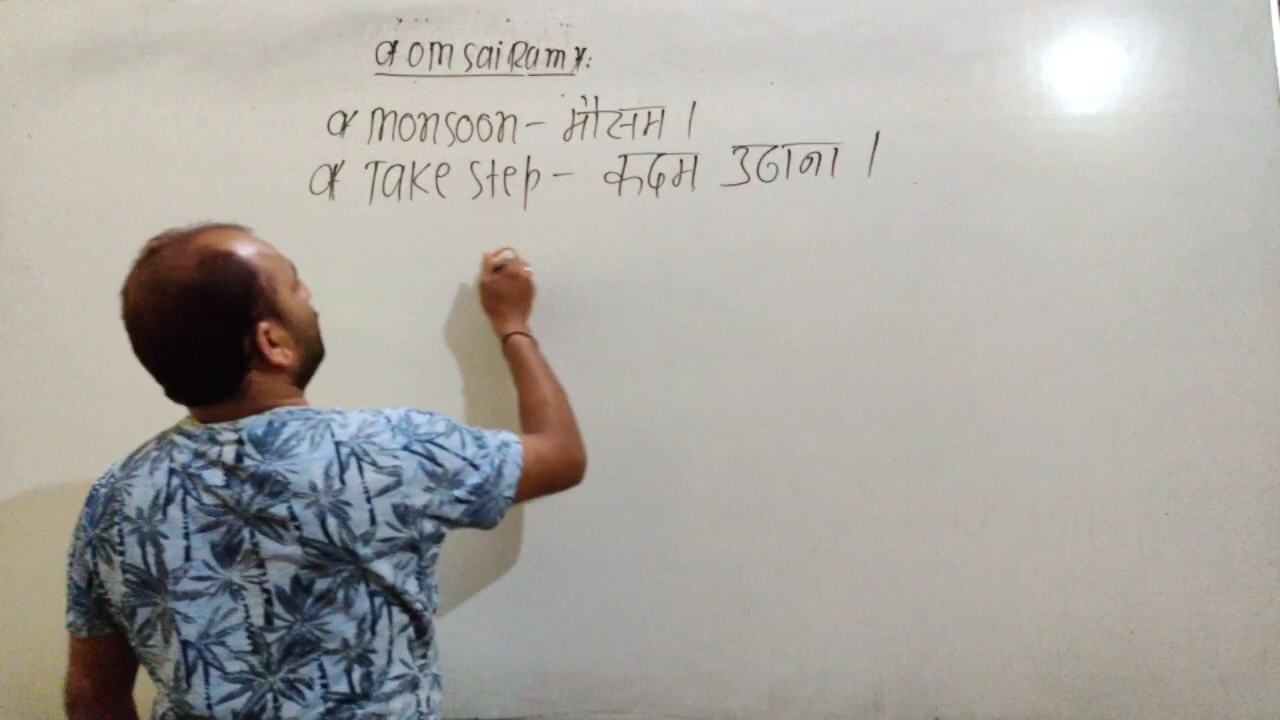 * OM Sai Ram *:
* Monsoon - मौसम ।
* Take step - कदम उठाना ।